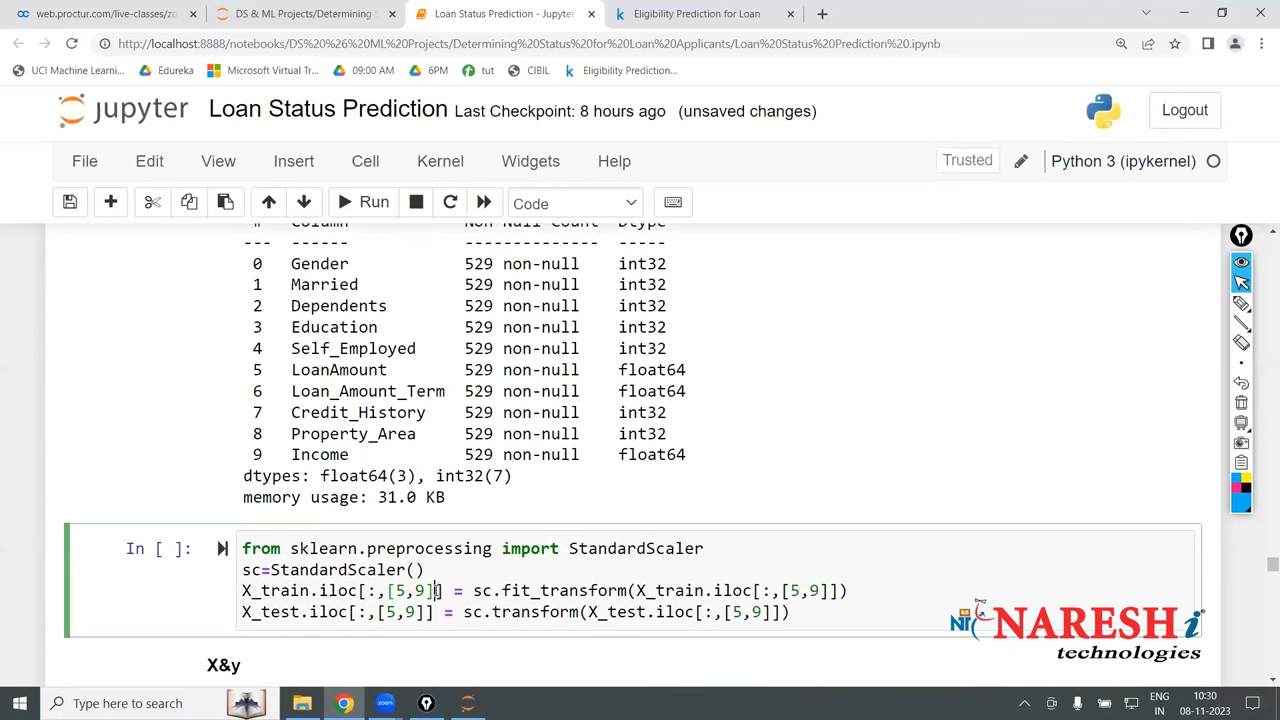 web.proctur.com/live-classes/zo
DS & ML Projects/Determining S
Loan Status Prediction - Jupyter
Eligibility Prediction for Loan
http://localhost:8888/notebooks/DS%20%26%20ML%20Projects/Determining%20Status%20for%20Loan%20Applicants/Loan%20Status%20Prediction%20.ipynb
UCI Machine Learni...
Edureka
Microsoft Virtual Tr...
09:00 AM
6PM
tut
CIBIL
Eligibility Prediction...
jupyter Loan Status Prediction Last Checkpoint: 8 hours ago (unsaved changes)
Logout
File Edit View Insert Cell Kernel Widgets Help
Trusted
Python 3 (ipykernel)
Run
Code
# Column Non-Null Count Dtype
--- ------ -------------- -----
0 Gender 529 non-null int32
1 Married 529 non-null int32
2 Dependents 529 non-null int32
3 Education 529 non-null int32
4 Self_Employed 529 non-null int32
5 LoanAmount 529 non-null float64
6 Loan_Amount_Term 529 non-null float64
7 Credit_History 529 non-null int32
8 Property_Area 529 non-null int32
9 Income 529 non-null float64
dtypes: float64(3), int32(7)
memory usage: 31.0 KB
In [ ]: from sklearn.preprocessing import StandardScaler
sc=StandardScaler()
X_train.iloc[:,[5,9]] = sc.fit_transform(X_train.iloc[:,[5,9]])
X_test.iloc[:,[5,9]] = sc.transform(X_test.iloc[:,[5,9]])
NT NARESH i
technologies
X&y
Type here to search
ENG
IN
10:30
08-11-2023